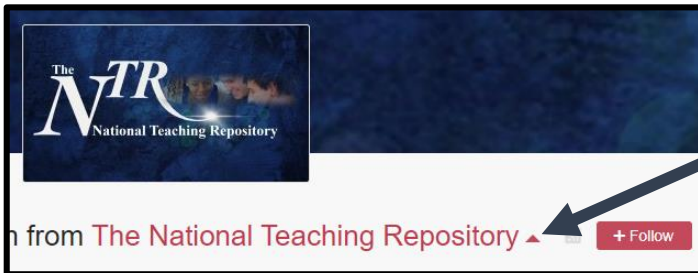 The
NTR
National Teaching Repository
n from The National Teaching Repository
+ Follow